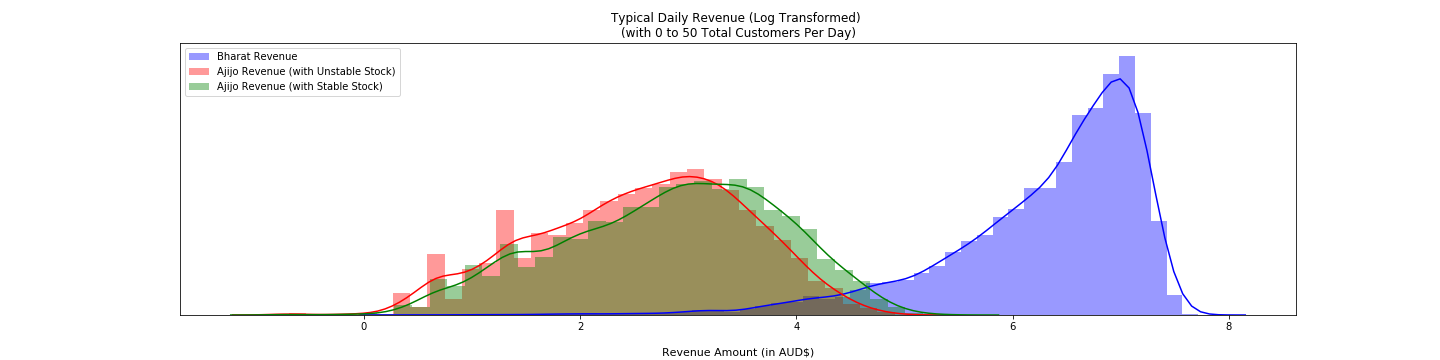 Typical Daily Revenue (Log Transformed)
(with 0 to 50 Total Customers Per Day)
Bharat Revenue
Ajijo Revenue (with Unstable Stock)
Ajijo Revenue (with Stable Stock)
0 2 4 6 8
Revenue Amount (in AUD$)